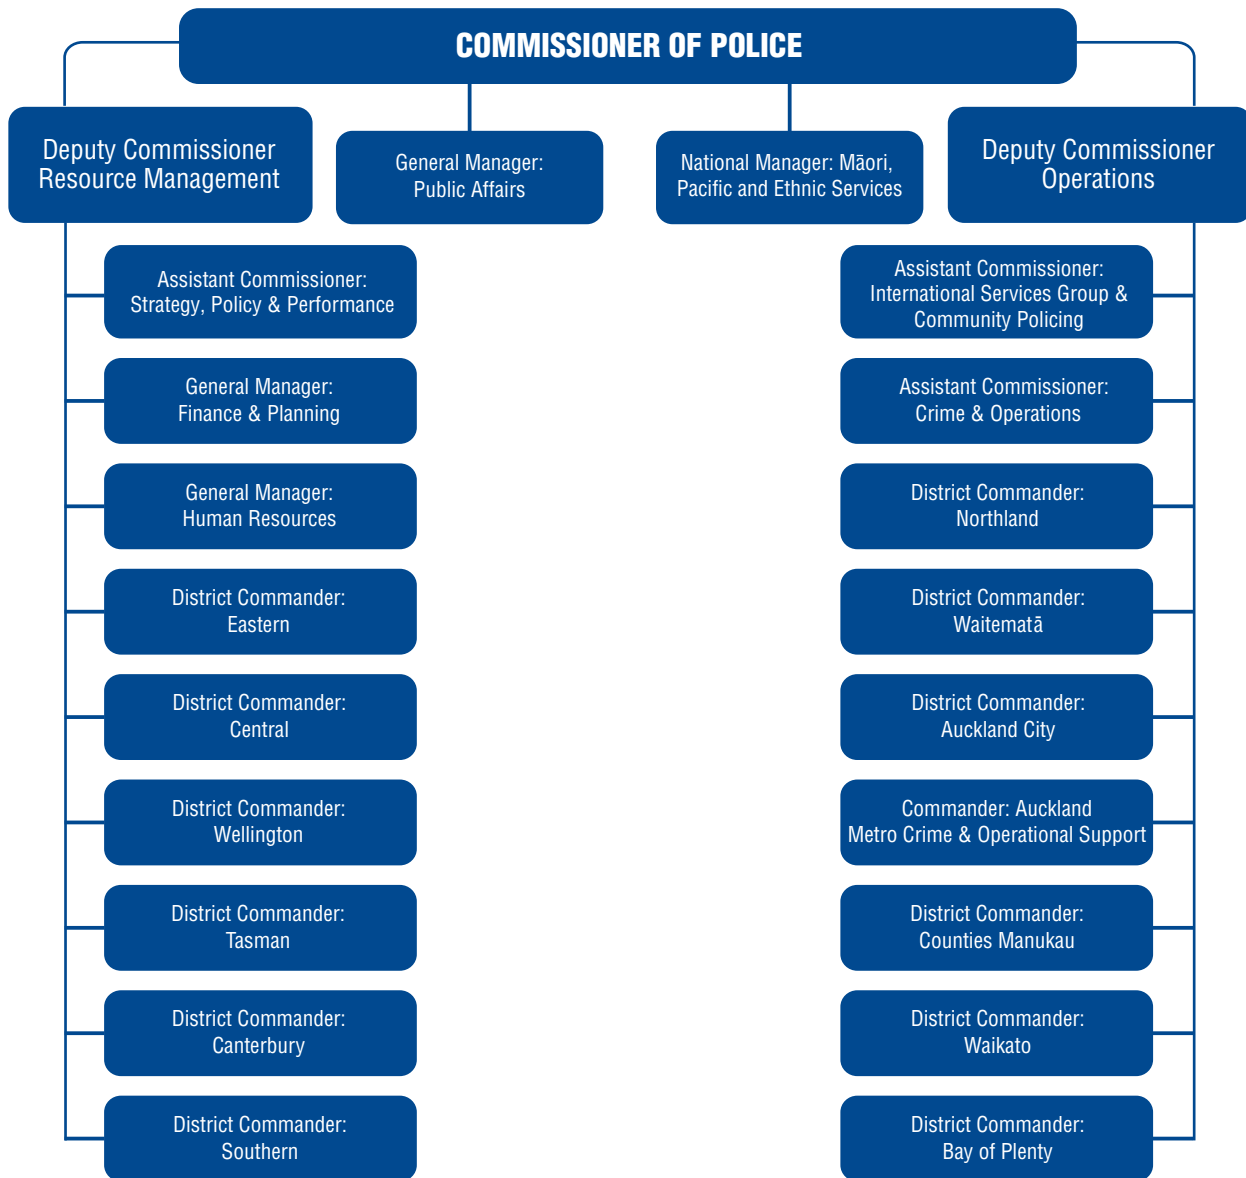 COMMISSIONER OF POLICE
Deputy Commissioner
Resource Management
General Manager:
Public Affairs
National Manager: Māori,
Pacific and Ethnic Services
Deputy Commissioner
Operations
Assistant Commissioner:
Strategy, Policy & Performance
General Manager:
Finance & Planning
General Manager:
Human Resources
District Commander:
Eastern
District Commander:
Central
District Commander:
Wellington
District Commander:
Tasman
District Commander:
Canterbury
District Commander:
Southern
Assistant Commissioner:
International Services Group &
Community Policing
Assistant Commissioner:
Crime & Operations
District Commander:
Northland
District Commander:
Waitematā
District Commander:
Auckland City
Commander: Auckland
Metro Crime & Operational Support
District Commander:
Counties Manukau
District Commander:
Waikato
District Commander:
Bay of Plenty